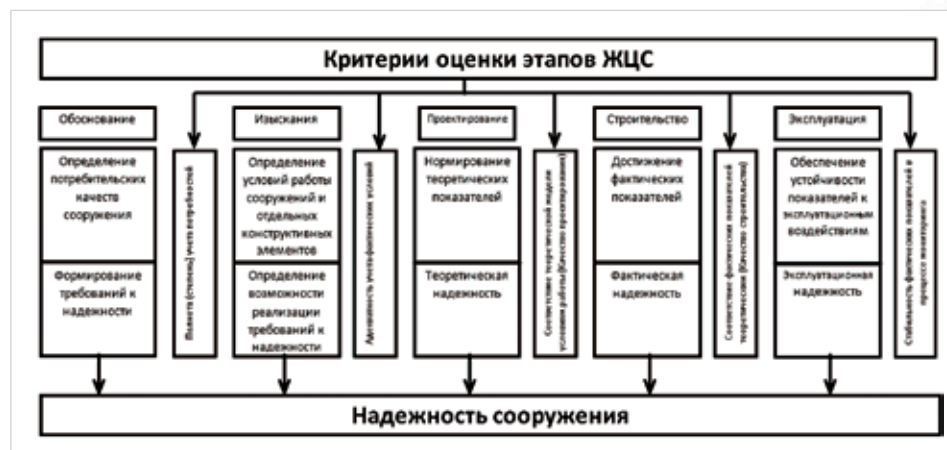 Критерии оценки этапов ЖЦС
Обоснование
Определение
потребительских
качеств
сооружения
Формирование
требований к
надежности
Полнота (степень) учета потребностей
Изыскания
Определение
условий работы
сооружений и
отдельных
конструктивных
элементов
Определение
возможности
реализации
требований к
надежности
Адекватность учета фактических условий
Проектирование
Нормирование
теоретических
показателей
Теоретическая
надежность
Соответствие теоретической модели
условиям работы (Качество проектирования)
Строительство
Достижение
фактических
показателей
Фактическая
надежность
Соответствие фактических показателей
теоретическим (Качество строительства)
Эксплуатация
Обеспечение
устойчивости
показателей к
эксплуатационным
воздействиям
Эксплуатационная
надежность
Стабильность фактических показателей в
процессе мониторинга
Надежность сооружения